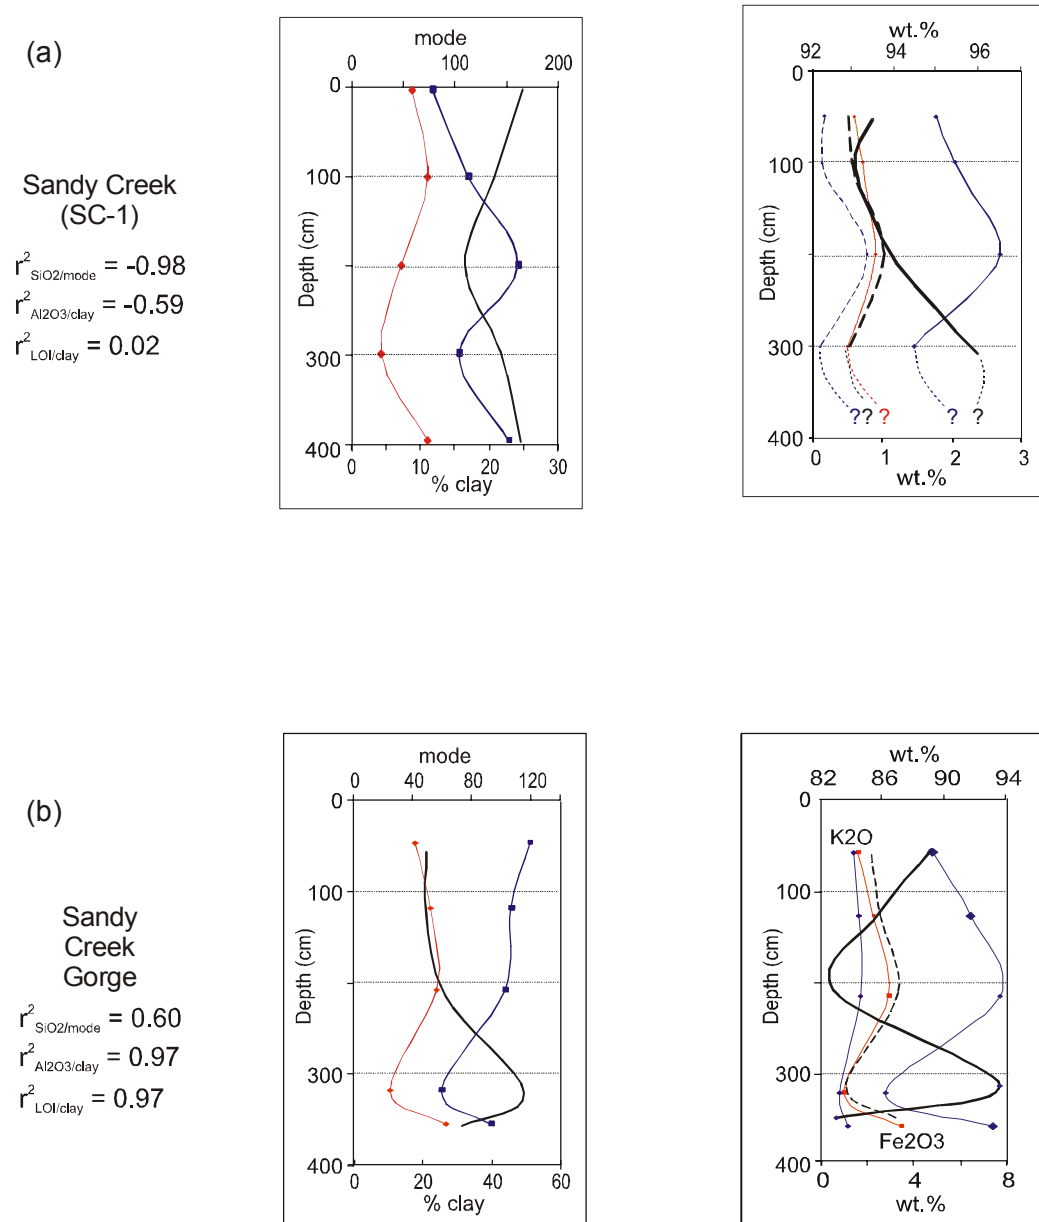 (a)
Sandy Creek
(SC-1)
r2SiO2/mode = -0.98
r2Al2O3/clay = -0.59
r2LOI/clay = 0.02
mode
0 100 200
0
100
300
400
Depth (cm)
0 10 20 30
% clay
wt.%
92 94 96
0
100
300
400
Depth (cm)
?? ? ? ?
0 1 2 3
wt.%
(b)
Sandy
Creek
Gorge
r2SiO2/mode = 0.60
r2Al2O3/clay = 0.97
r2LOI/clay = 0.97
mode
0 40 80 120
0
100
300
400
Depth (cm)
0 20 40 60
% clay
wt.%
82 86 90 94
0
K2O
100
300
400
Depth (cm)
Fe2O3
0 4 8
wt.%